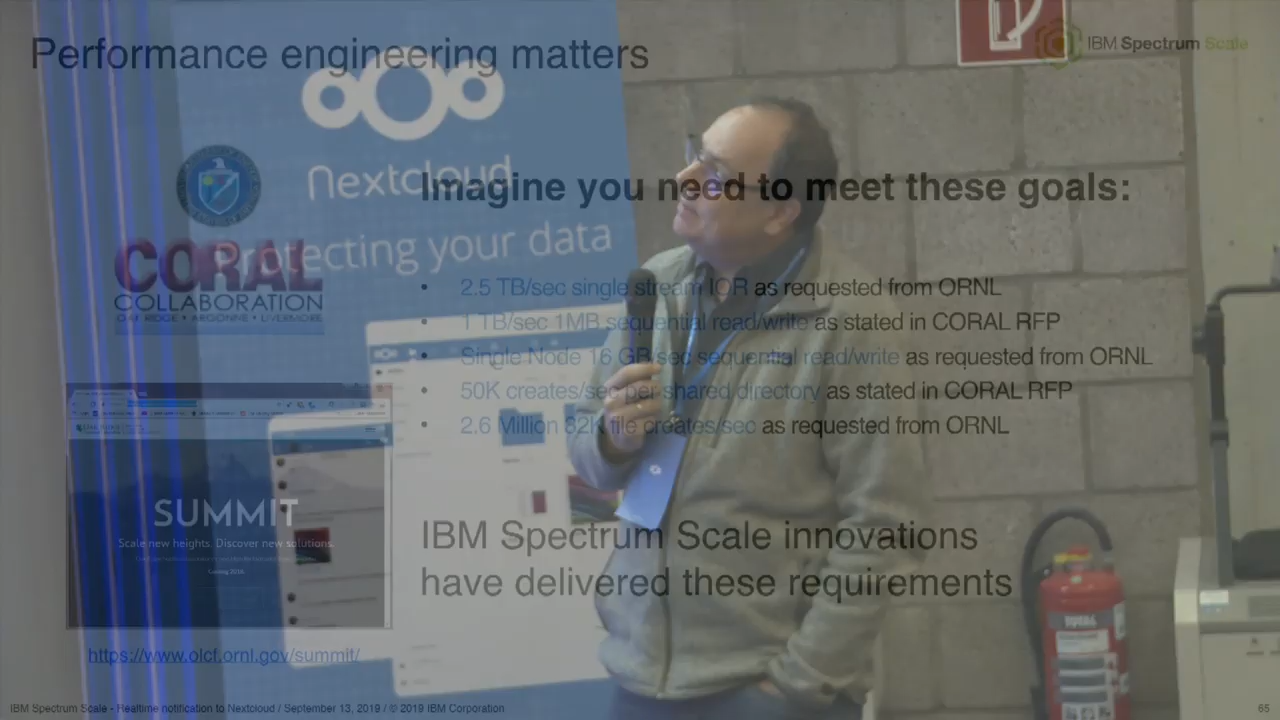 Performance engineering matters
IBM Spectrum Scale
nextcloud
Protecting your data
CORAL
COLLABORATION
OAK RIDGE • ARGONNE • LIVERMORE
Imagine you need to meet these goals:
• 2.5 TB/sec single stream IOR as requested from ORNL
• 1 TB/sec 1MB sequential read/write as stated in CORAL RFP
• Single Node 16 GB/sec sequential read/write as requested from ORNL
• 50K creates/sec per shared directory as stated in CORAL RFP
• 2.6 Million 32K file creates/sec as requested from ORNL
SUMMIT
Scale new heights. Discover new solutions.
Coming 2018
IBM Spectrum Scale innovations
have delivered these requirements
https://www.olcf.ornl.gov/summit/
TOTAL
IBM Spectrum Scale - Realtime notification to Nextcloud / September 13, 2019 / © 2019 IBM Corporation
65